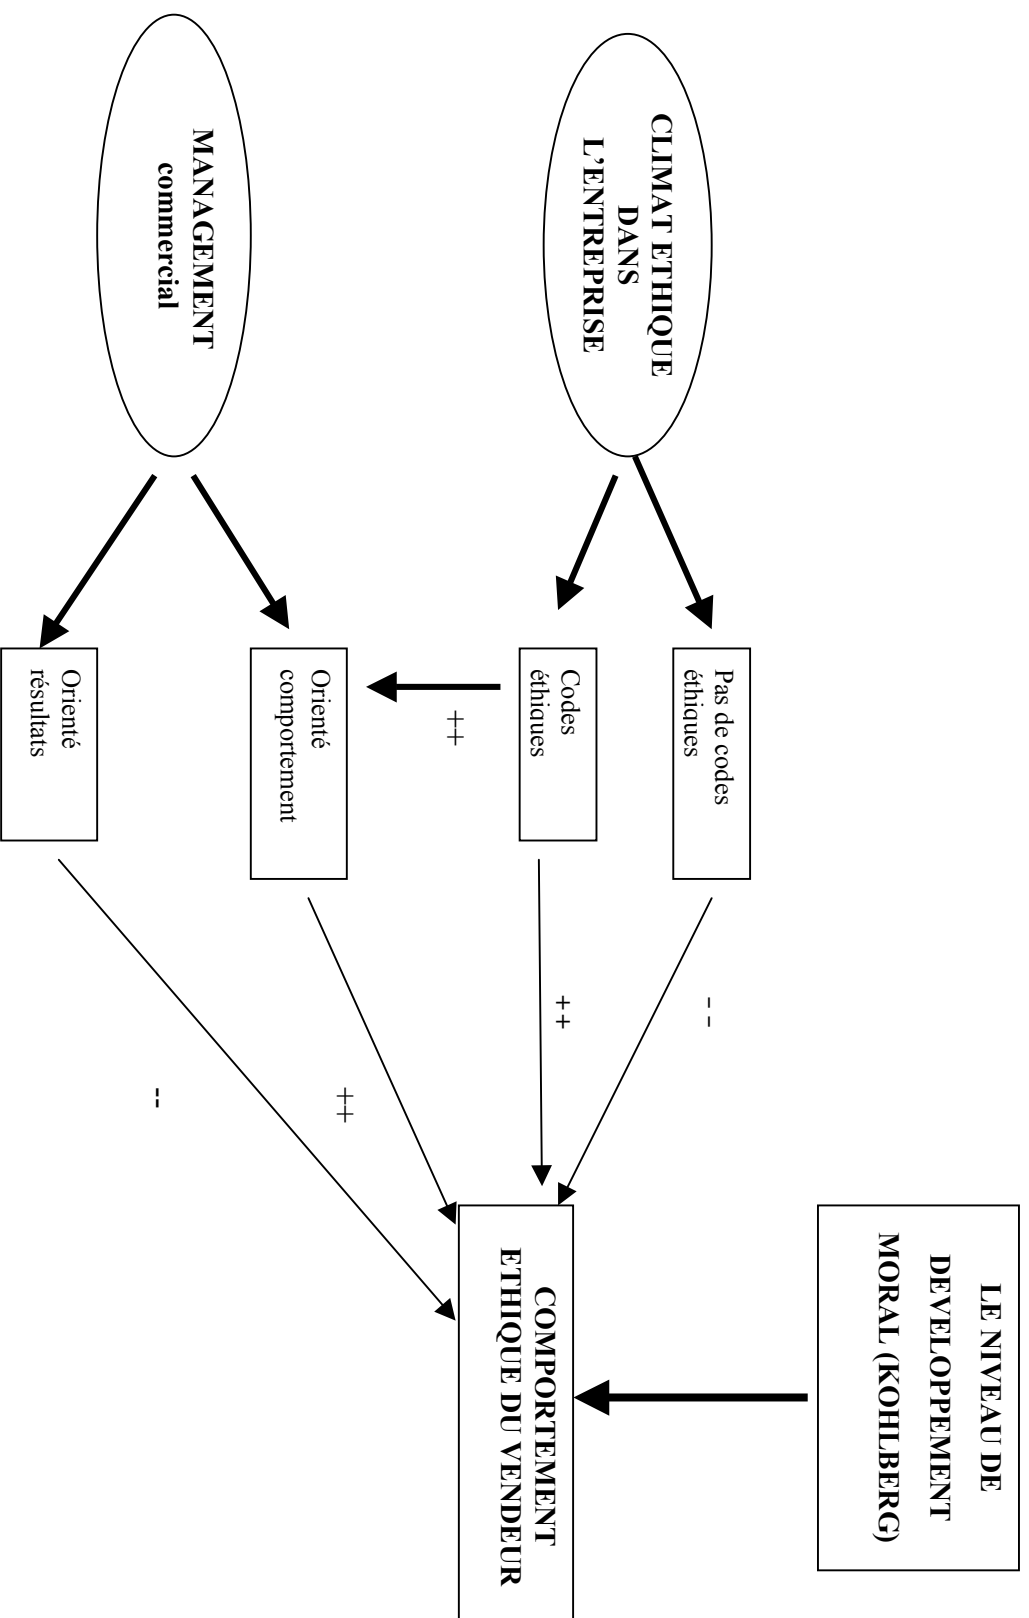 LE NIVEAU DE
DEVELOPPEMENT
MORAL (KOHLBERG)
CLIMAT ETHIQUE
DANS
L’ENTREPRISE
Pas de codes
éthiques
- -
Codes
éthiques
++
++
COMPORTEMENT
ETHIQUE DU VENDEUR
MANAGEMENT
commercial
Orienté
comportement
++
Orienté
résultats
--